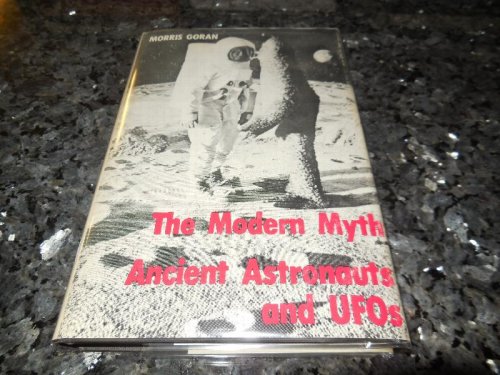 MORRIS GORAN
The Modern Myth
Ancient Astronauts
and UFOs